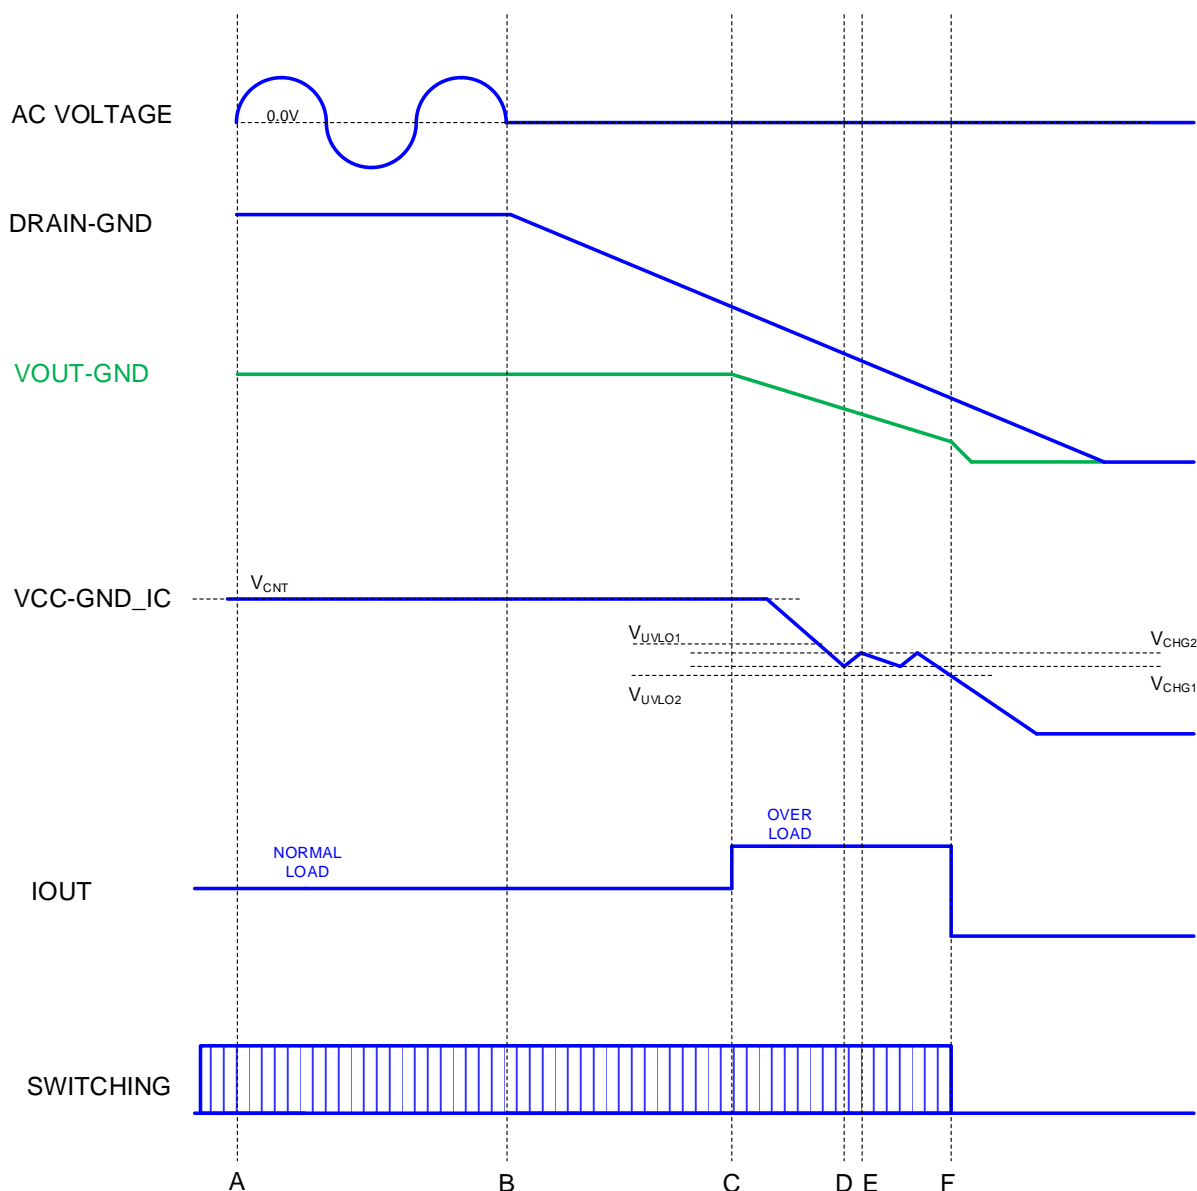 AC VOLTAGE
0.0V
DRAIN-GND
VOUT-GND
VCC-GND_IC
VCNT
VUVLO1
VCHG2
VUVLO2
VCHG1
OVER
LOAD
NORMAL
LOAD
IOUT
SWITCHING
A B C D E F